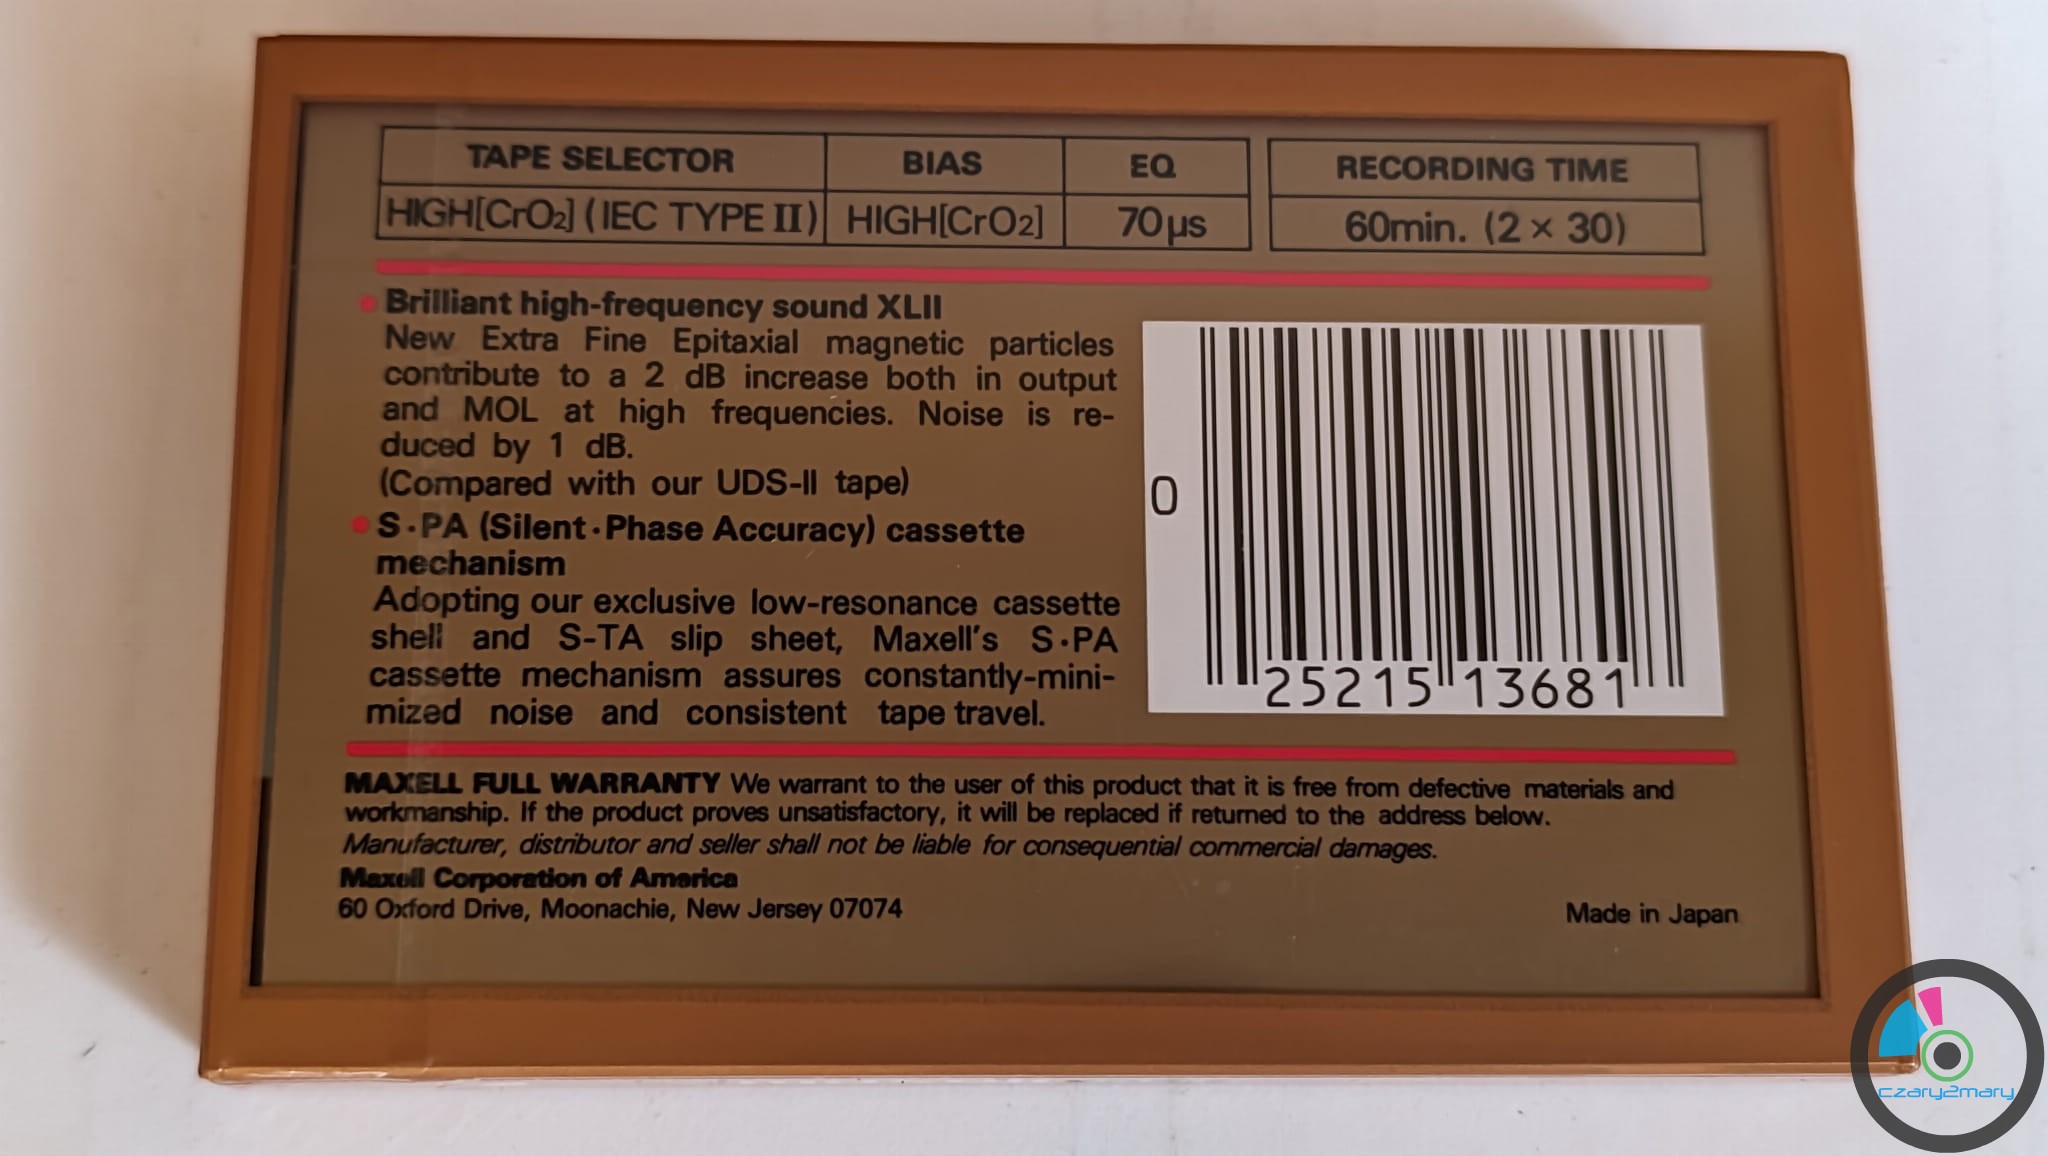 TAPE SELECTOR BIAS EQ RECORDING TIME
HIGH[CrO2] (IEC TYPE II) HIGH[CrO2] 70μs 60min. (2 × 30)
Brilliant high-frequency sound XLII
New Extra Fine Epitaxial magnetic particles
contribute to a 2 dB increase both in output
and MOL at high frequencies. Noise is re-
duced by 1 dB.
(Compared with our UDS-II tape)
S·PA (Silent·Phase Accuracy) cassette
mechanism
Adopting our exclusive low-resonance cassette
shell and S-TA slip sheet, Maxell's S·PA
cassette mechanism assures constantly-mini-
mized noise and consistent tape travel.
0 25215 13681
MAXELL FULL WARRANTY We warrant to the user of this product that it is free from defective materials and
workmanship. If the product proves unsatisfactory, it will be replaced if returned to the address below.
Manufacturer, distributor and seller shall not be liable for consequential commercial damages.
Maxell Corporation of America
60 Oxford Drive, Moonachie, New Jersey 07074
Made in Japan
czary2mary